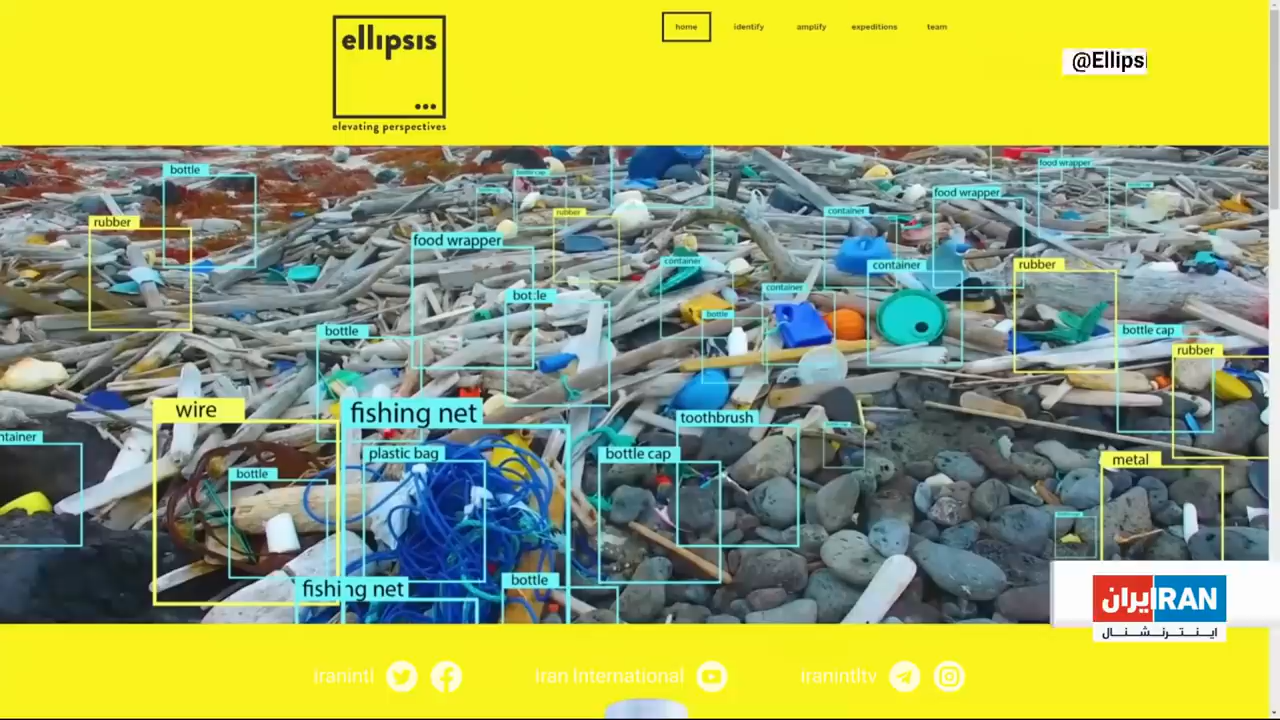 ellipsis
elevating perspectives
home
identify
amplify
expeditions
team
@Ellips
bottle
rubber
food wrapper
bottle
bottle
rubber
container
food wrapper
food wrapper
container
container
container
bottle
rubber
bottle cap
rubber
wire
fishing net
plastic bag
bottle
bottle cap
toothbrush
metal
ntainer
fishing net
bottle
ایران IRAN
اینترنشنال
iranintl
Iran International
iranintltv